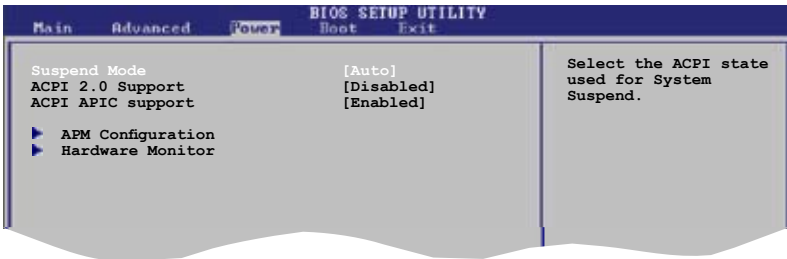 BIOS SETUP UTILITY
Main Advanced Power Boot Exit
Suspend Mode [Auto]
ACPI 2.0 Support [Disabled]
ACPI APIC support [Enabled]
APM Configuration
Hardware Monitor
Select the ACPI state
used for System
Suspend.